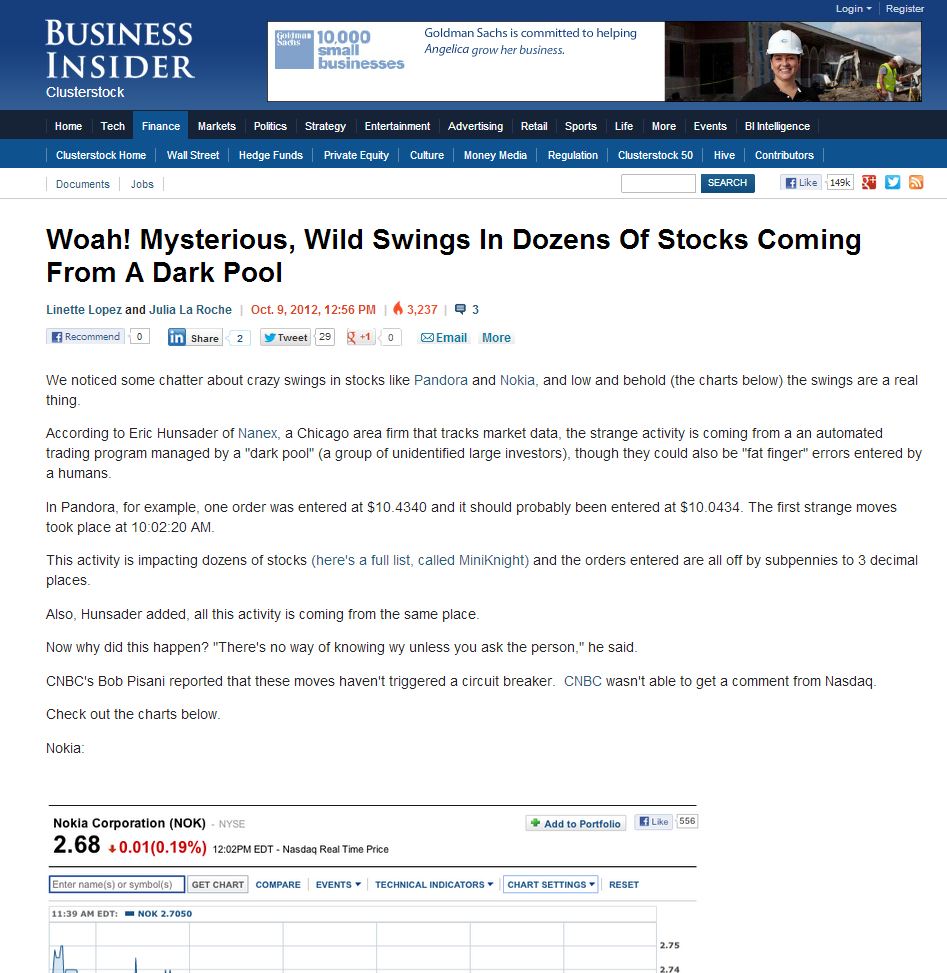 Login
Register
BUSINESS
INSIDER
Clusterstock
Goldman
Sachs
10,000
small
businesses
Goldman Sachs is committed to helping
Angelica grow her business.
Home Tech Finance Markets Politics Strategy Entertainment Advertising Retail Sports Life More Events BI Intelligence
Clusterstock Home Wall Street Hedge Funds Private Equity Culture Money Media Regulation Clusterstock 50 Hive Contributors
Documents Jobs SEARCH Like 149k
Woah! Mysterious, Wild Swings In Dozens Of Stocks Coming
From A Dark Pool
Linette Lopez and Julia La Roche | Oct. 9, 2012, 12:56 PM | 3,237 | 3
Recommend 0 Share 2 Tweet 29 +1 0 Email More
We noticed some chatter about crazy swings in stocks like Pandora and Nokia, and low and behold (the charts below) the swings are a real
thing.
According to Eric Hunsader of Nanex, a Chicago area firm that tracks market data, the strange activity is coming from a an automated
trading program managed by a "dark pool" (a group of unidentified large investors), though they could also be "fat finger" errors entered by
a humans.
In Pandora, for example, one order was entered at $10.4340 and it should probably been entered at $10.0434. The first strange moves
took place at 10:02:20 AM.
This activity is impacting dozens of stocks (here's a full list, called MiniKnight) and the orders entered are all off by subpennies to 3 decimal
places.
Also, Hunsader added, all this activity is coming from the same place.
Now why did this happen? "There's no way of knowing wy unless you ask the person," he said.
CNBC's Bob Pisani reported that these moves haven't triggered a circuit breaker. CNBC wasn't able to get a comment from Nasdaq.
Check out the charts below.
Nokia:
Nokia Corporation (NOK) - NYSE Add to Portfolio Like 556
2.68 0.01(0.19%) 12:02PM EDT - Nasdaq Real Time Price
Enter name(s) or symbol(s) GET CHART COMPARE EVENTS TECHNICAL INDICATORS CHART SETTINGS RESET
11:39 AM EDT: NOK 2.7050
2.75
2.74